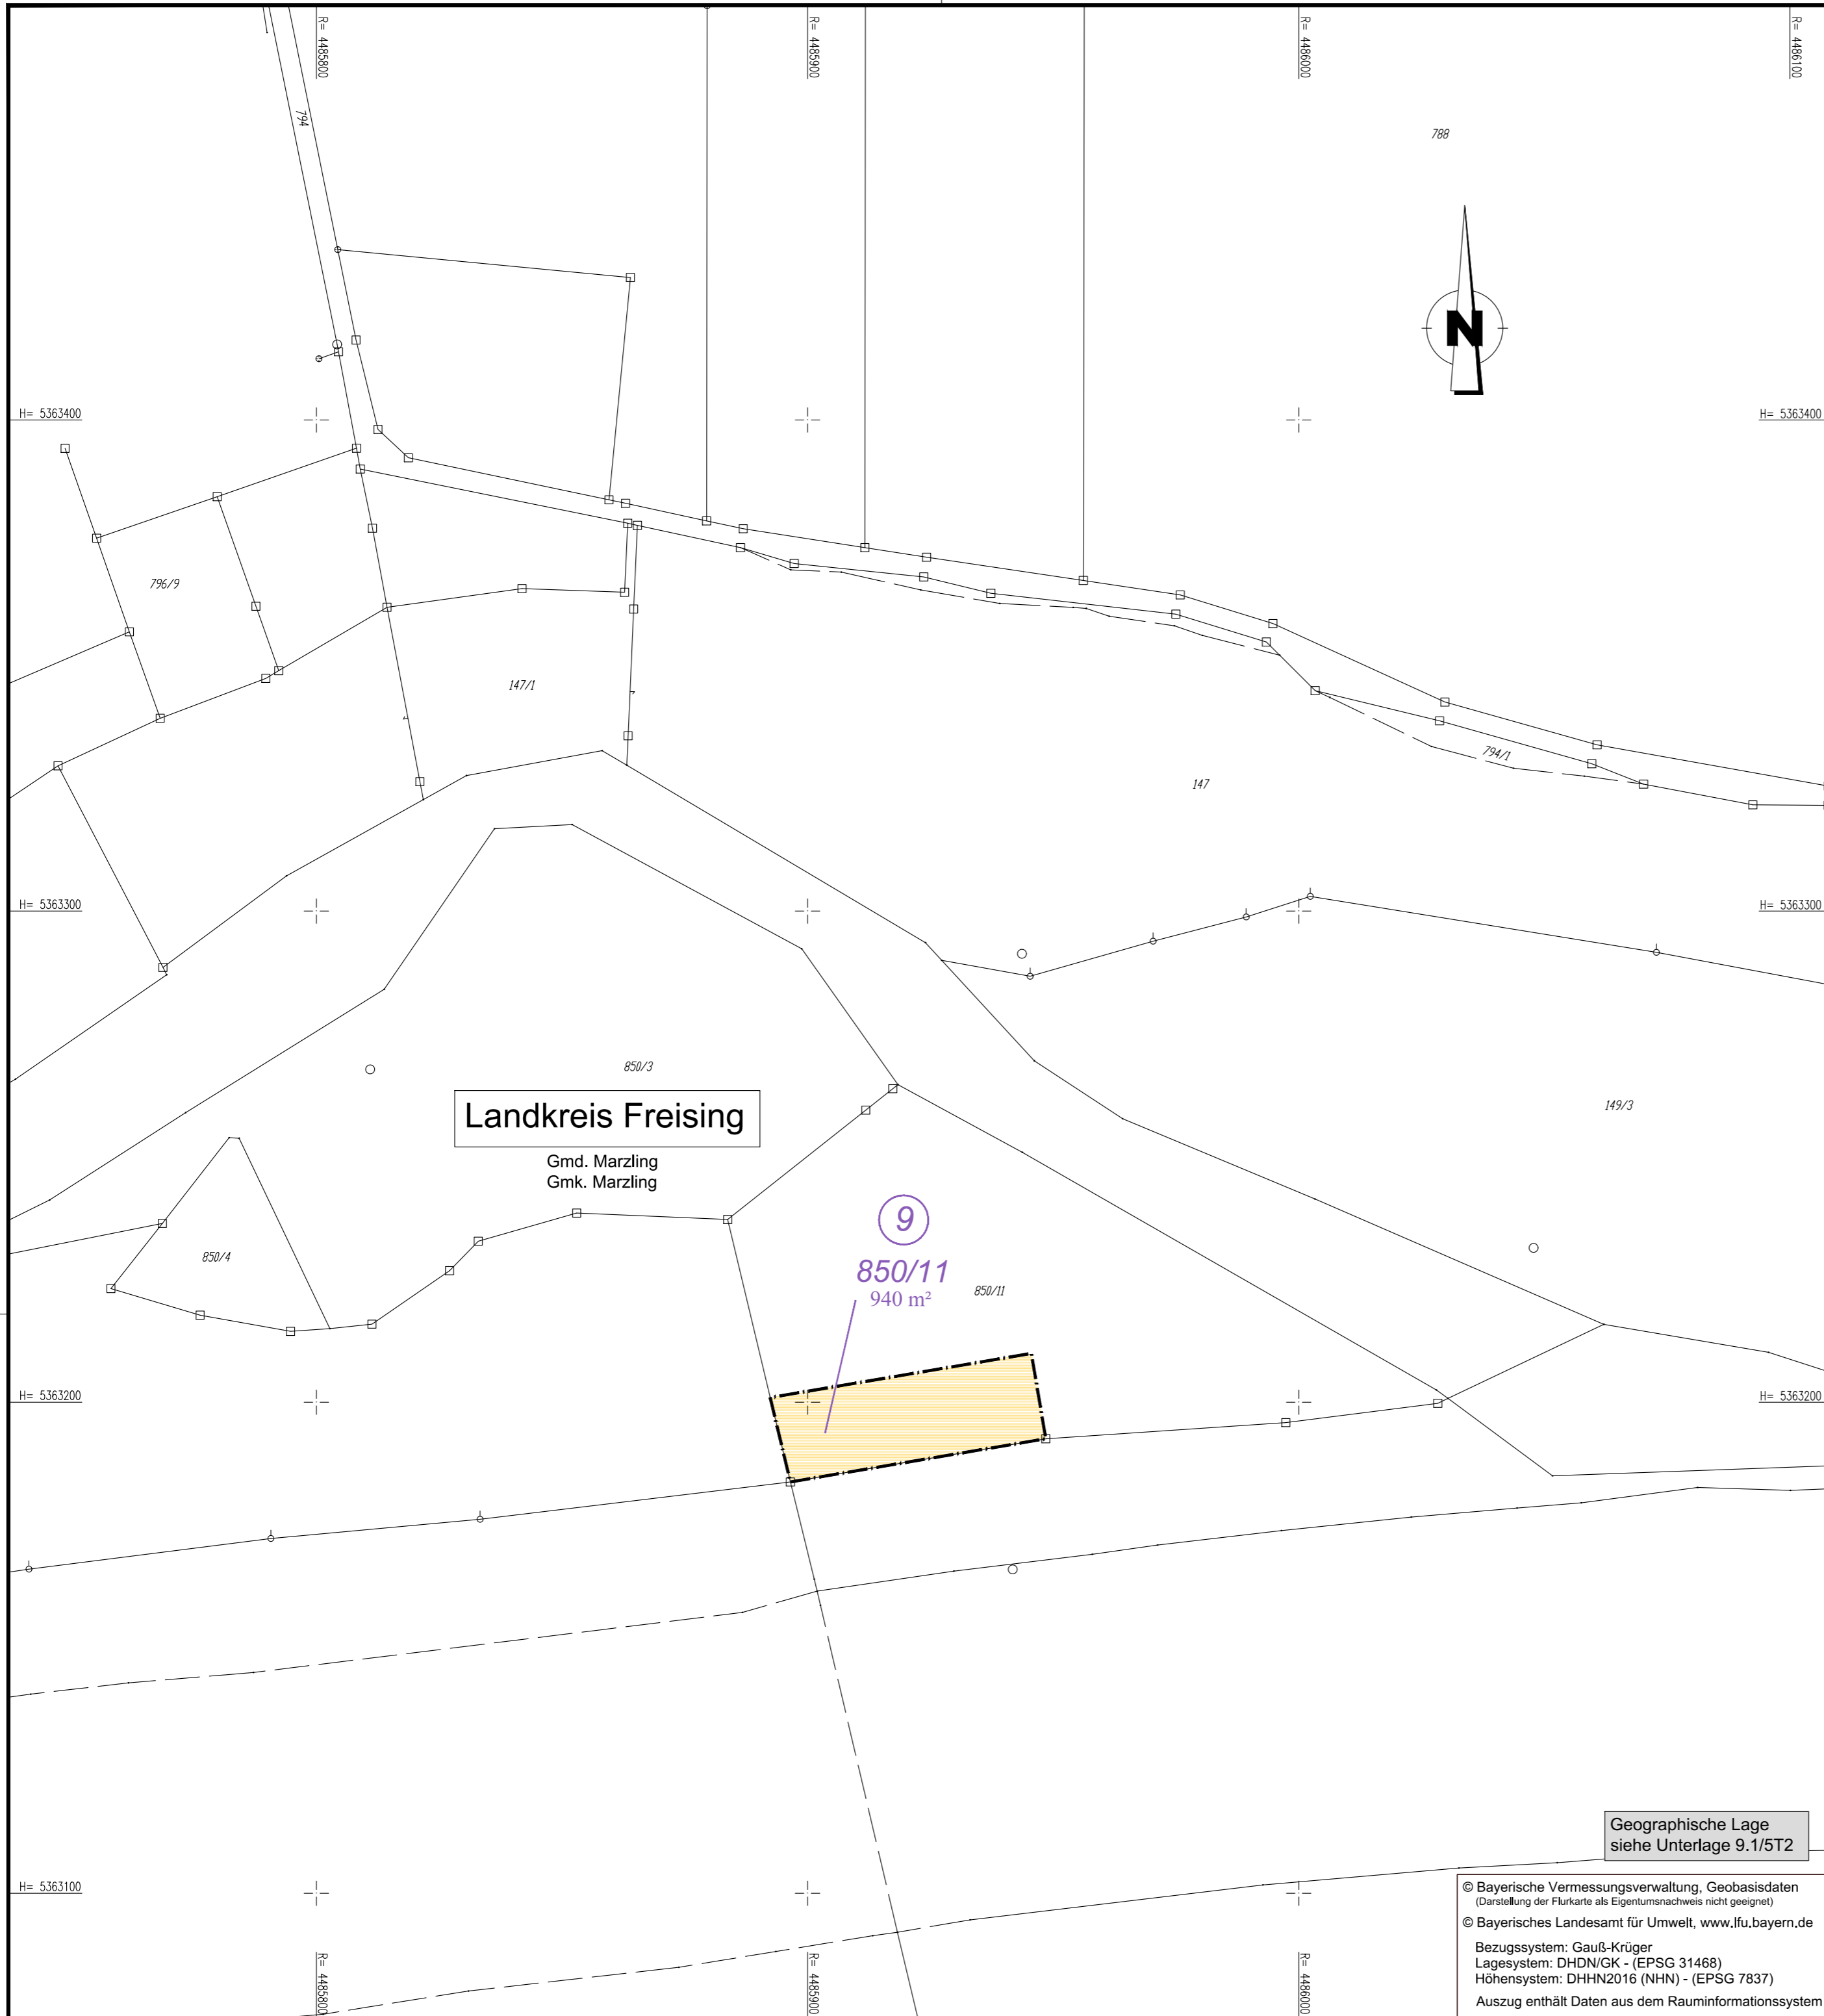 R= 4485800
R= 4485900
R= 4486000
R= 4486100
794
788
N
H= 5363400
H= 5363400
796/9
147/1
794/1
147
H= 5363300
H= 5363300
850/3
Landkreis Freising
149/3
Gmd. Marzling
Gmk. Marzling
9
850/4
850/11
940 m²
850/11
H= 5363200
H= 5363200
Geographische Lage
siehe Unterlage 9.1/5T2
H= 5363100
© Bayerische Vermessungsverwaltung, Geobasisdaten
(Darstellung der Flurkarte als Eigentumsnachweis nicht geeignet)
© Bayerisches Landesamt für Umwelt, www.lfu.bayern.de
Bezugssystem: Gauß-Krüger
Lagesystem: DHDN/GK - (EPSG 31468)
Höhensystem: DHHN2016 (NHN) - (EPSG 7837)
Auszug enthält Daten aus dem Rauminformationssystem
R= 4485800
R= 4485900
R= 4486000